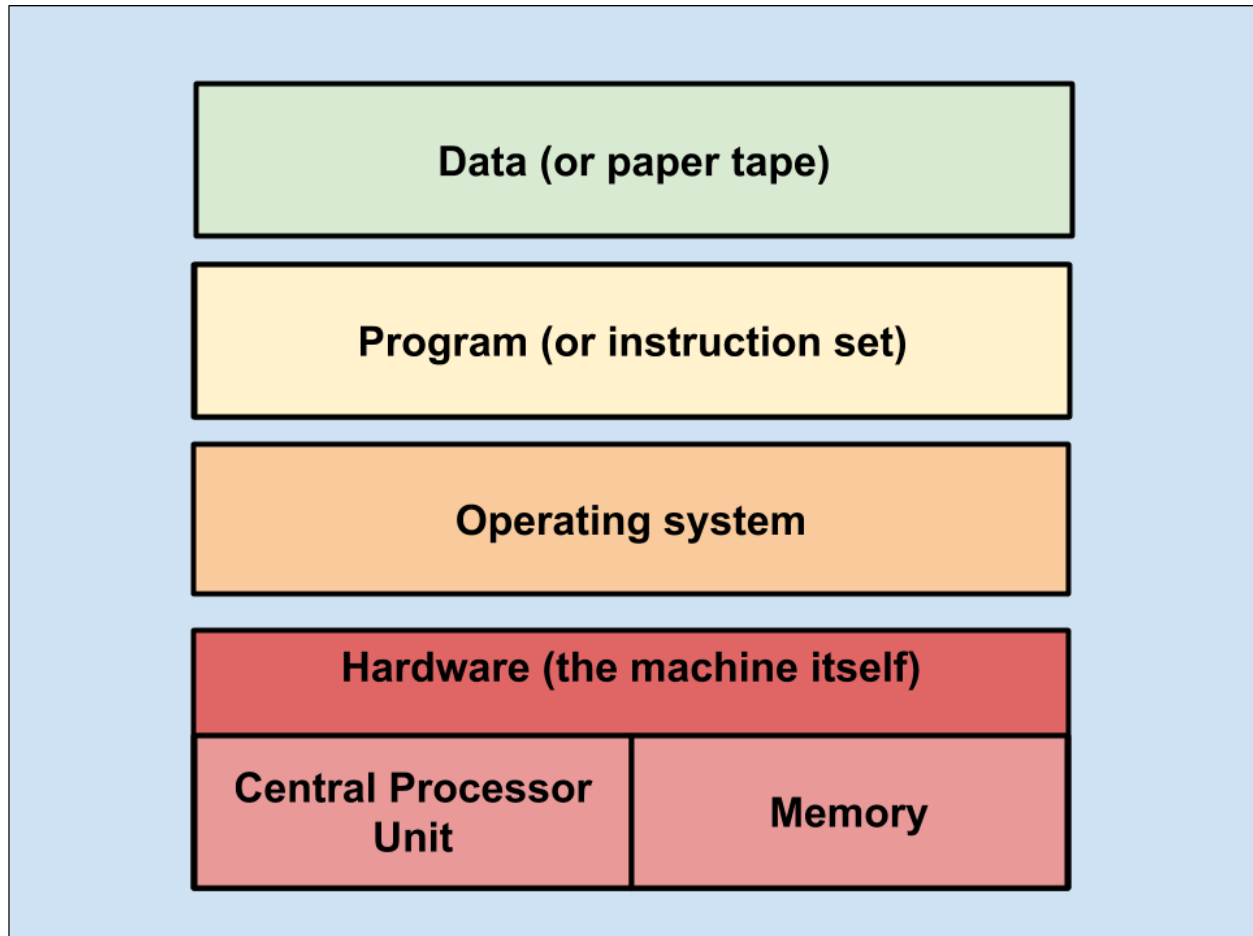 Data (or paper tape)
Program (or instruction set)
Operating system
Hardware (the machine itself)
Central Processor
Unit
Memory